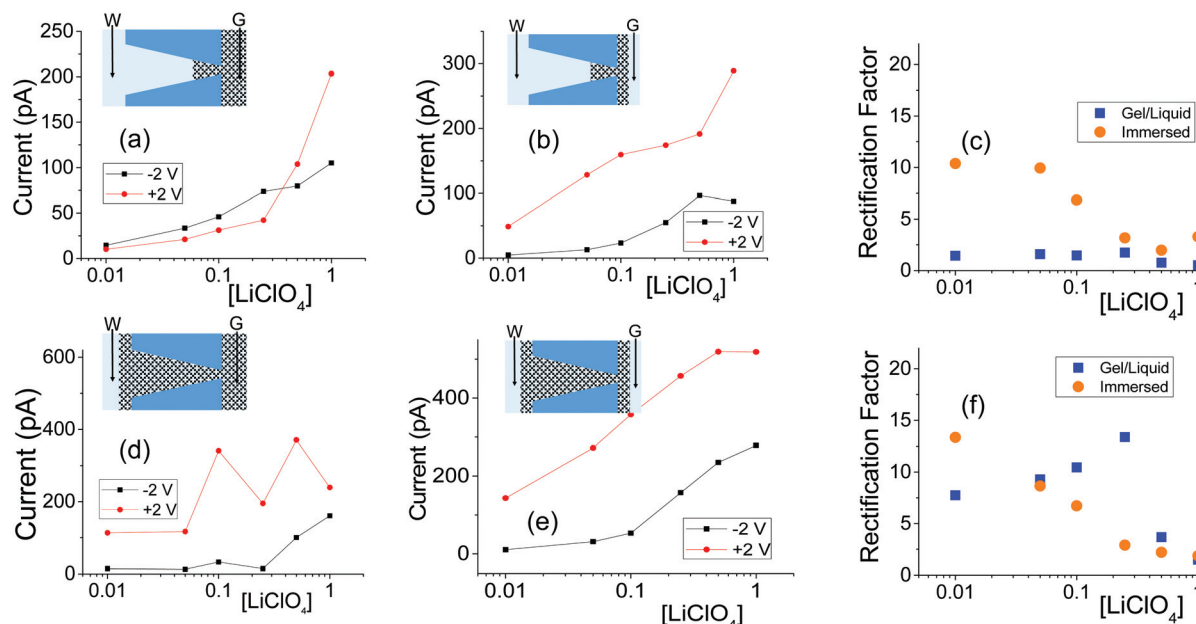 W G
250
200
150
100
50
0
Current (pA)
(a)
-2 V
+2 V
0.01 0.1 1
[LiClO4]
W G
300
200
100
0
Current (pA)
(b)
-2 V
+2 V
0.01 0.1 1
[LiClO4]
20
15
10
5
0
Rectification Factor
(c)
Gel/Liquid
Immersed
0.01 0.1 1
[LiClO4]
W G
600
400
200
0
Current (pA)
(d)
-2 V
+2 V
0.01 0.1 1
[LiClO4]
W G
400
200
0
Current (pA)
(e)
-2 V
+2 V
0.01 0.1 1
[LiClO4]
20
15
10
5
0
Rectification Factor
(f)
Gel/Liquid
Immersed
0.01 0.1 1
[LiClO4]